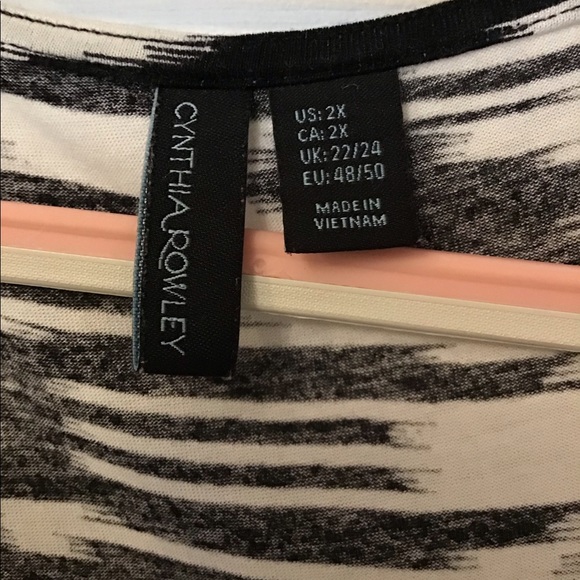 CYNTHIA ROWLEY
US: 2X
CA: 2X
UK: 22/24
EU: 48/50
MADE IN
VIETNAM